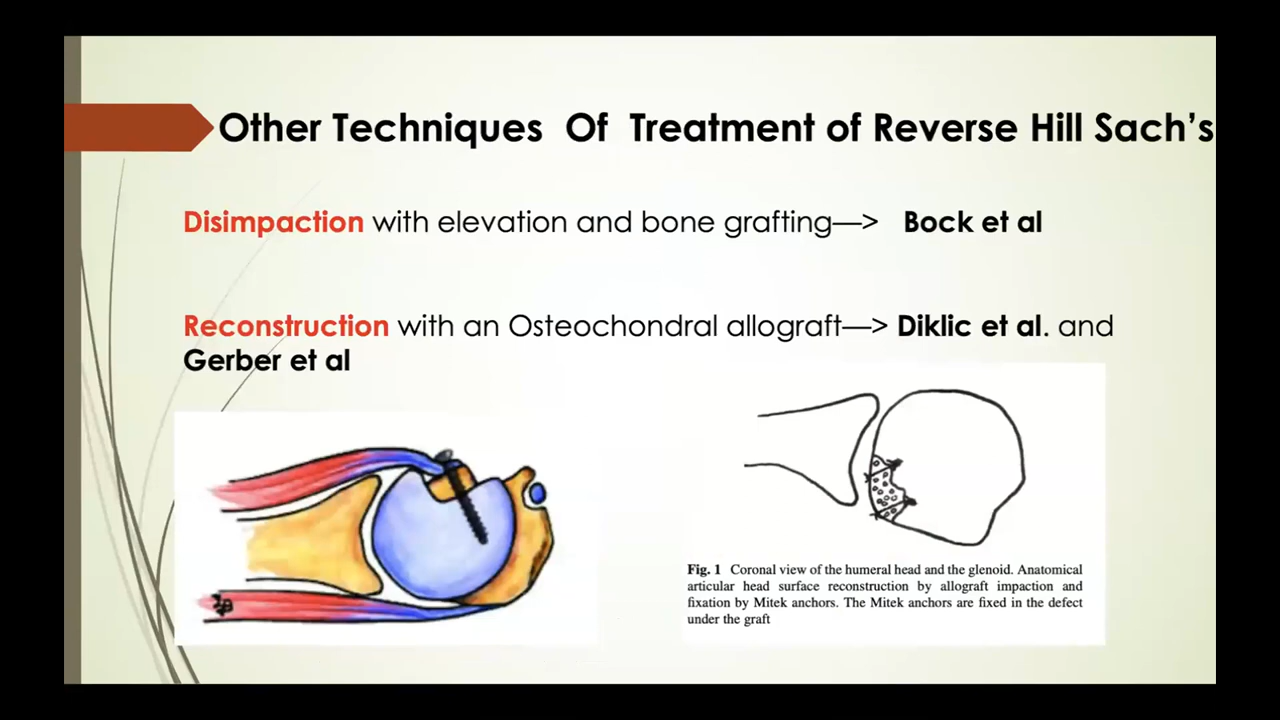 Other Techniques Of Treatment of Reverse Hill Sach’s
Disimpaction with elevation and bone grafting—> Bock et al
Reconstruction with an Osteochondral allograft—> Diklic et al. and
Gerber et al
Fig. 1 Coronal view of the humeral head and the glenoid. Anatomical
articular head surface reconstruction by allograft impaction and
fixation by Mitek anchors. The Mitek anchors are fixed in the defect
under the graft